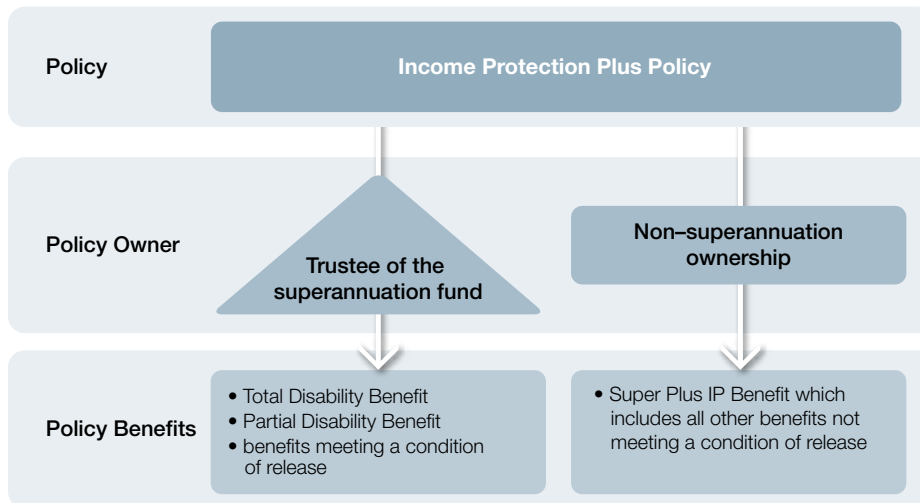 Policy
Income Protection Plus Policy
Policy Owner
Trustee of the
superannuation fund
Non–superannuation
ownership
Policy Benefits
• Total Disability Benefit
• Partial Disability Benefit
• benefits meeting a condition
of release
• Super Plus IP Benefit which
includes all other benefits not
meeting a condition of release